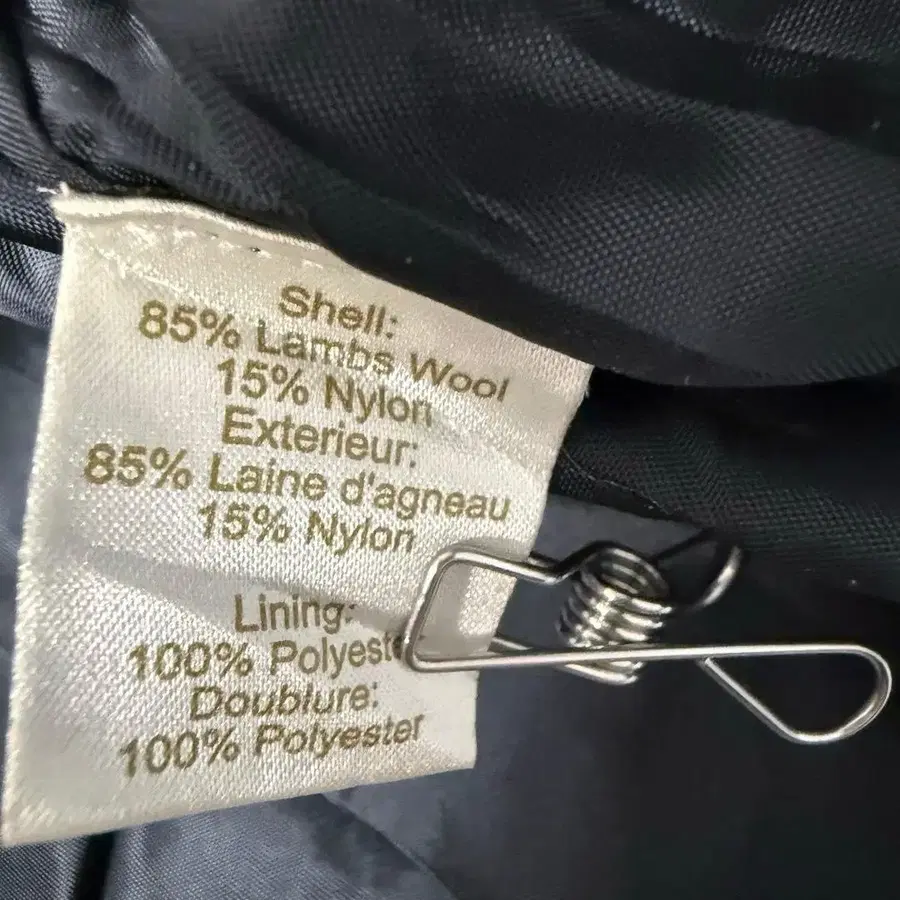 Shell:
85% Lambs Wool
15% Nylon
Exterieur:
85% Laine d'agneau
15% Nylon
Lining:
100% Polyester
Doublure:
100% Polyester